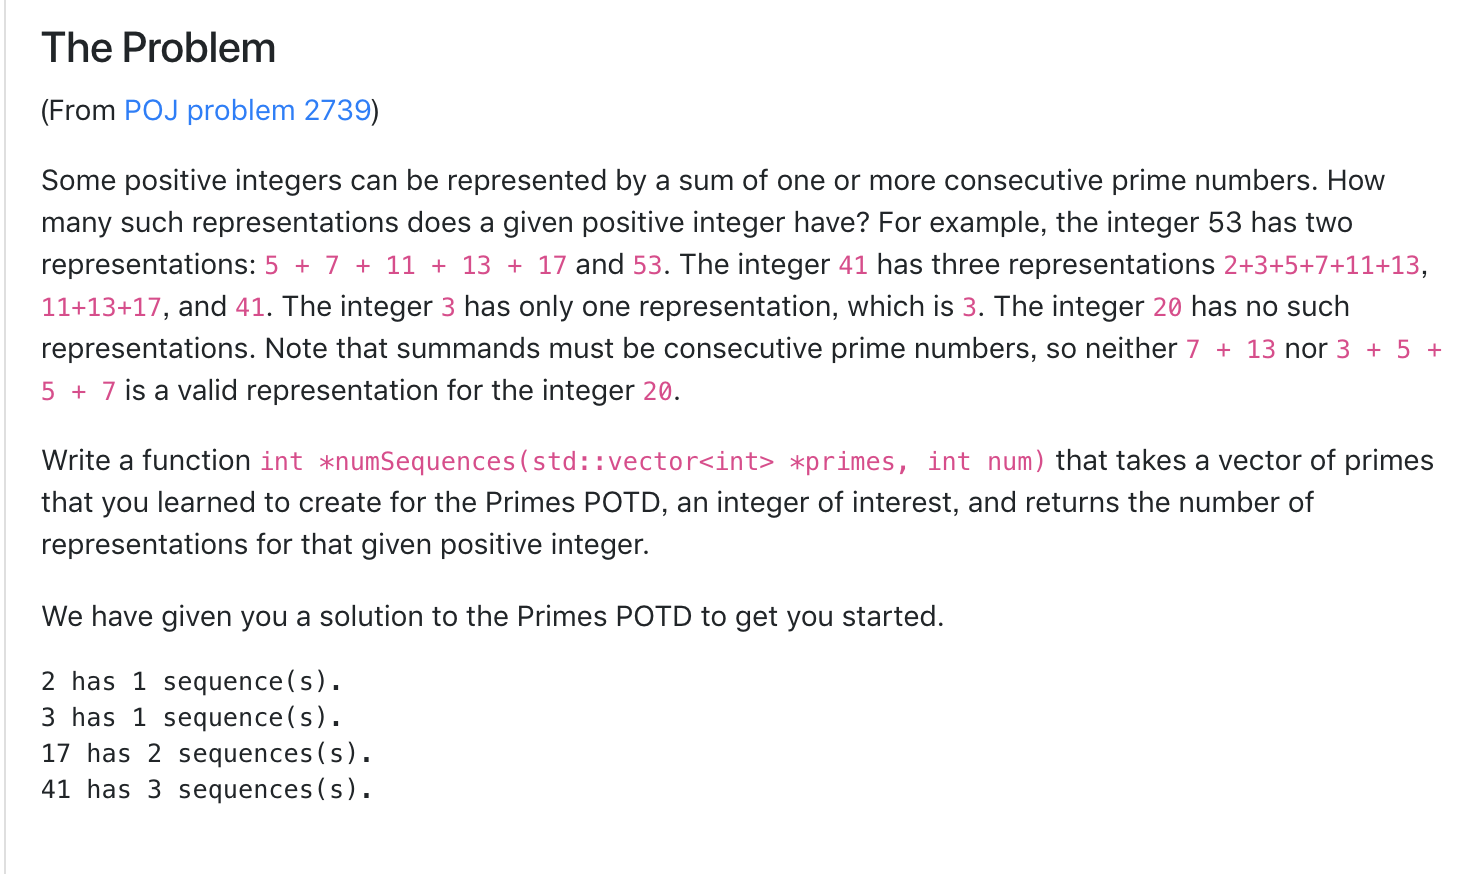 The Problem
(From POJ problem 2739)
Some positive integers can be represented by a sum of one or more consecutive prime numbers. How
many such representations does a given positive integer have? For example, the integer 53 has two
representations: 5 + 7 + 11 + 13 + 17 and 53. The integer 41 has three representations 2+3+5+7+11+13,
11+13+17, and 41. The integer 3 has only one representation, which is 3. The integer 20 has no such
representations. Note that summands must be consecutive prime numbers, so neither 7 + 13 nor 3 + 5 +
5 + 7 is a valid representation for the integer 20.
Write a function int *numSequences(std::vector<int> *primes, int num) that takes a vector of primes
that you learned to create for the Primes POTD, an integer of interest, and returns the number of
representations for that given positive integer.
We have given you a solution to the Primes POTD to get you started.
2 has 1 sequence(s).
3 has 1 sequence(s).
17 has 2 sequences(s).
41 has 3 sequences(s).